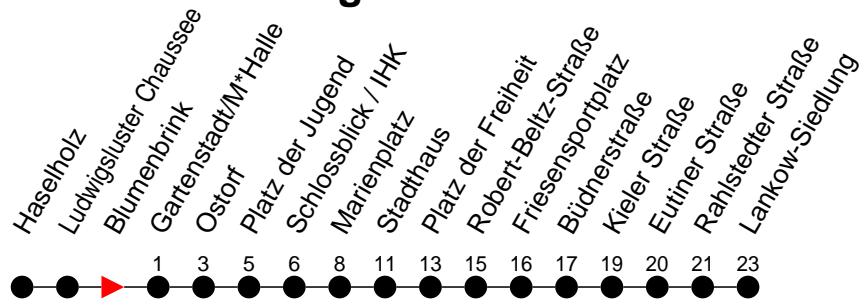 Haselholz
Ludwigsluster Chaussee
Blumenbrink
Gartenstadt/M*Halle
Ostorf
Platz der Jugend
Schlossblick / IHK
Marienplatz
Stadthaus
Platz der Freiheit
Robert-Beltz-Straße
Friesensportplatz
Büdnerstraße
Kieler Straße
Eutiner Straße
Rahlstedter Straße
Lankow-Siedlung
1 3 5 6 8 11 13 15 16 17 19 20 21 23